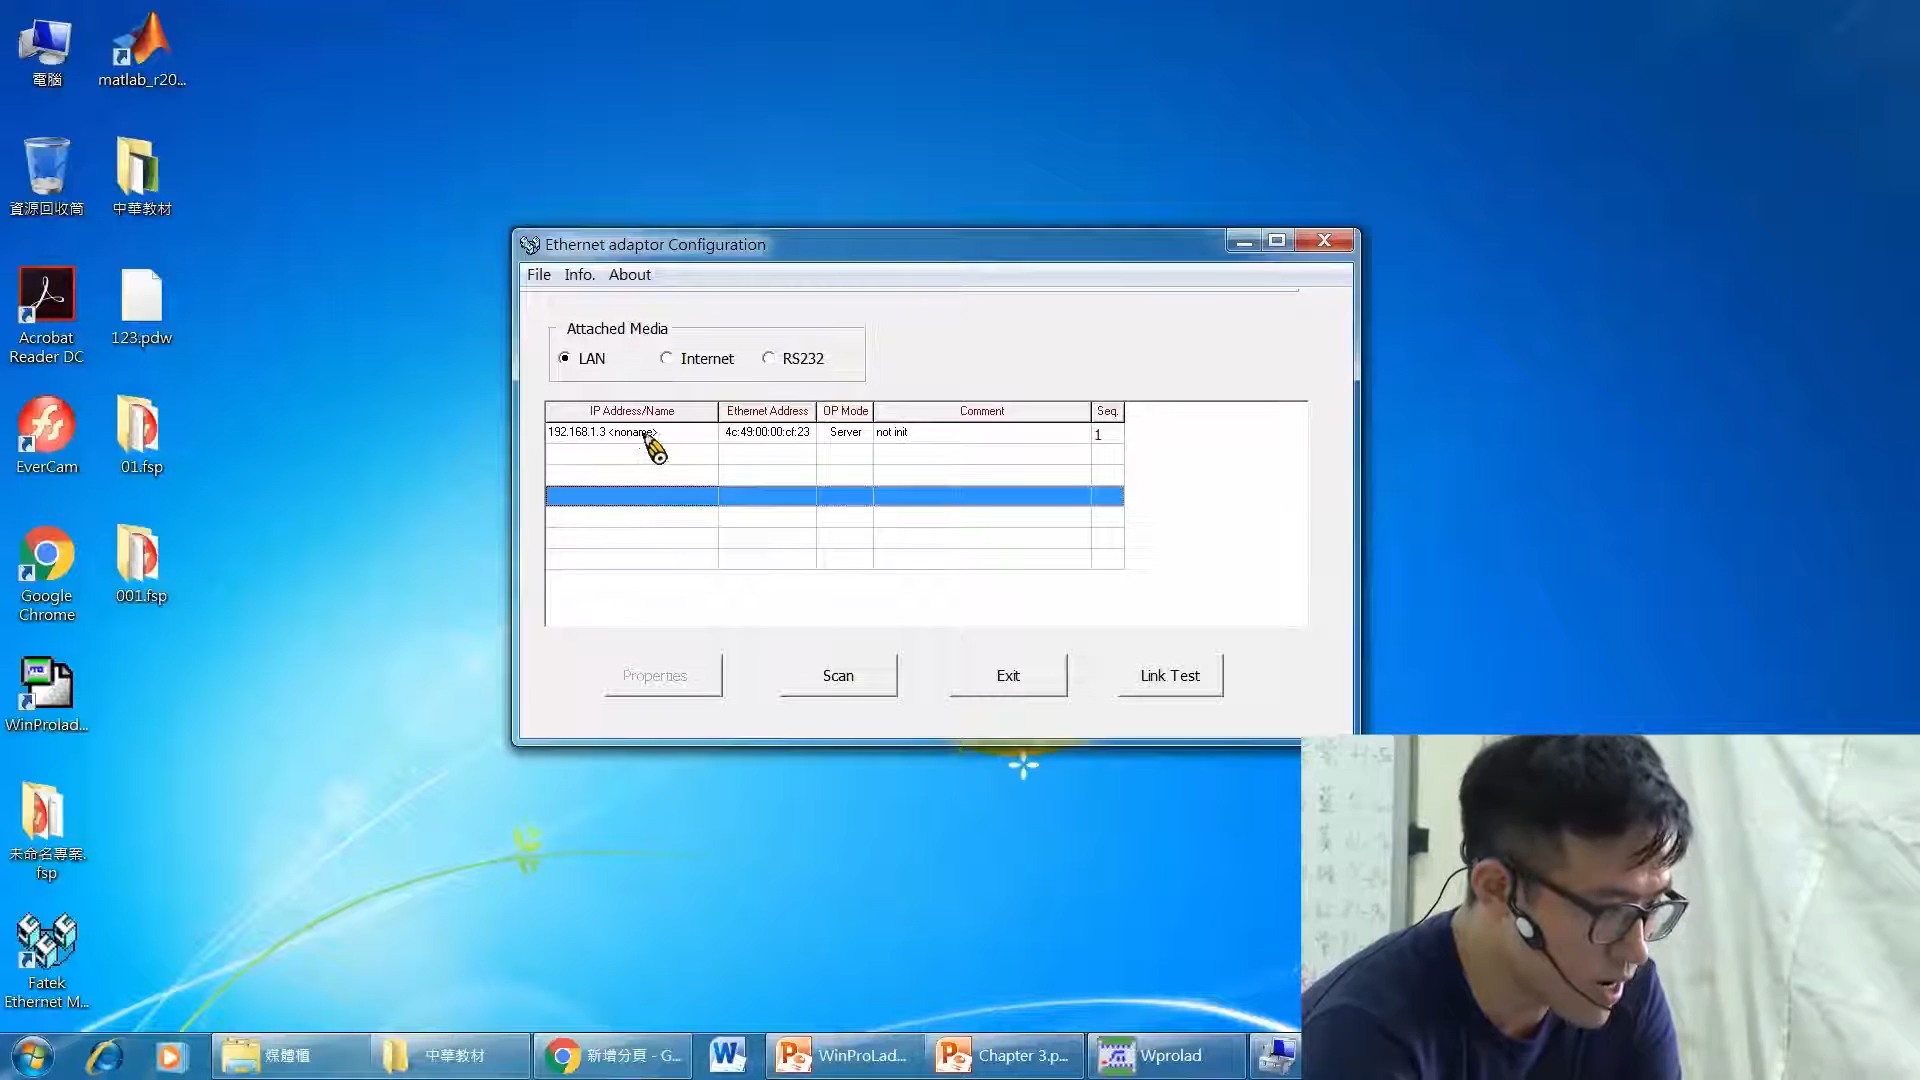 電腦
matlab_r20...
資源回收筒
中華教材
Acrobat
Reader DC
123.pdw
EverCam
01.fsp
Google
Chrome
001.fsp
WinProlad...
未命名專案.
fsp
Fatek
Ethernet M...
Ethernet adaptor Configuration
File Info. About
Attached Media
LAN Internet RS232
IP Address/Name Ethernet Address OP Mode Comment Seq.
192.168.1.3 <noname> 4c:49:00:00:cf:23 Server not init 1
Properties Scan Exit Link Test
媒體櫃 中華教材 新增分頁 - G... WinProLad... Chapter 3.p... Wprolad